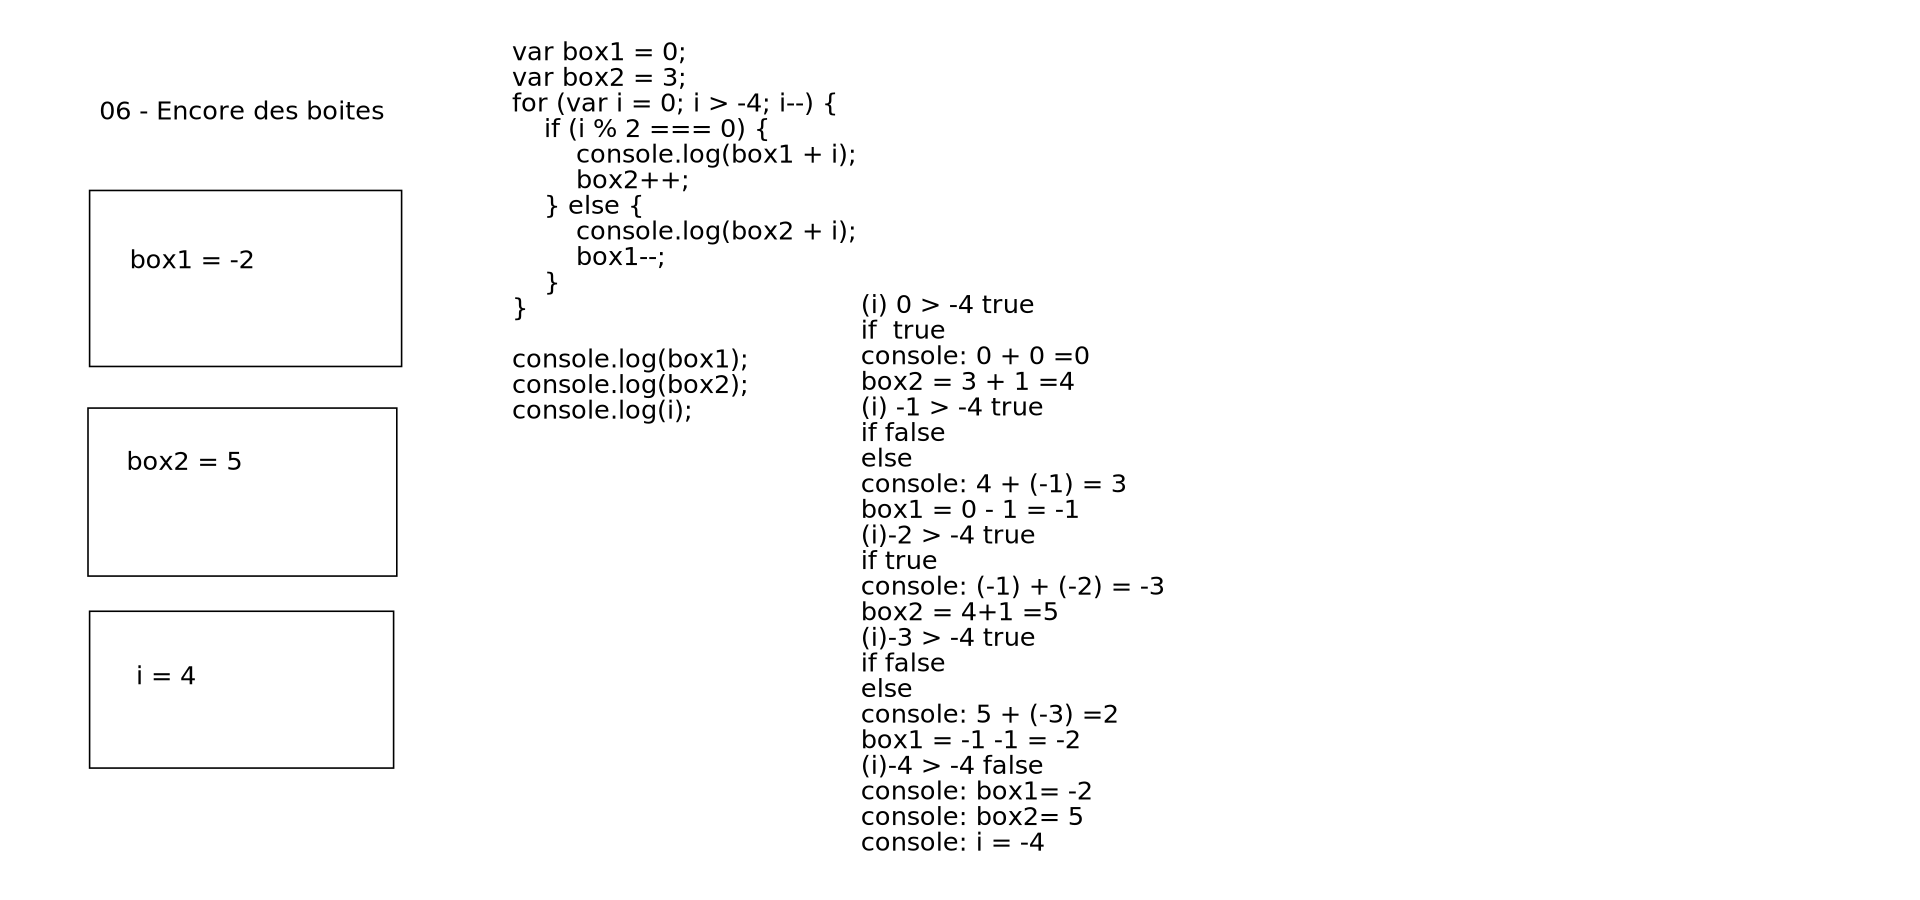 06 - Encore des boites
box1 = -2
box2 = 5
i = 4
var box1 = 0;
var box2 = 3;
for (var i = 0; i > -4; i--) {
    if (i % 2 === 0) {
        console.log(box1 + i);
        box2++;
    } else {
        console.log(box2 + i);
        box1--;
    }
}

console.log(box1);
console.log(box2);
console.log(i);
(i) 0 > -4 true
if  true
console: 0 + 0 =0
box2 = 3 + 1 =4
(i) -1 > -4 true
if false
else
console: 4 + (-1) = 3
box1 = 0 - 1 = -1
(i)-2 > -4 true
if true
console: (-1) + (-2) = -3
box2 = 4+1 =5
(i)-3 > -4 true
if false
else
console: 5 + (-3) =2
box1 = -1 -1 = -2
(i)-4 > -4 false
console: box1= -2
console: box2= 5
console: i = -4